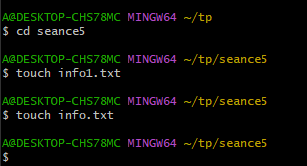 A@DESKTOP-CHS78MC MINGW64 ~/tp
$ cd seance5
A@DESKTOP-CHS78MC MINGW64 ~/tp/seance5
$ touch info1.txt
A@DESKTOP-CHS78MC MINGW64 ~/tp/seance5
$ touch info.txt
A@DESKTOP-CHS78MC MINGW64 ~/tp/seance5
$